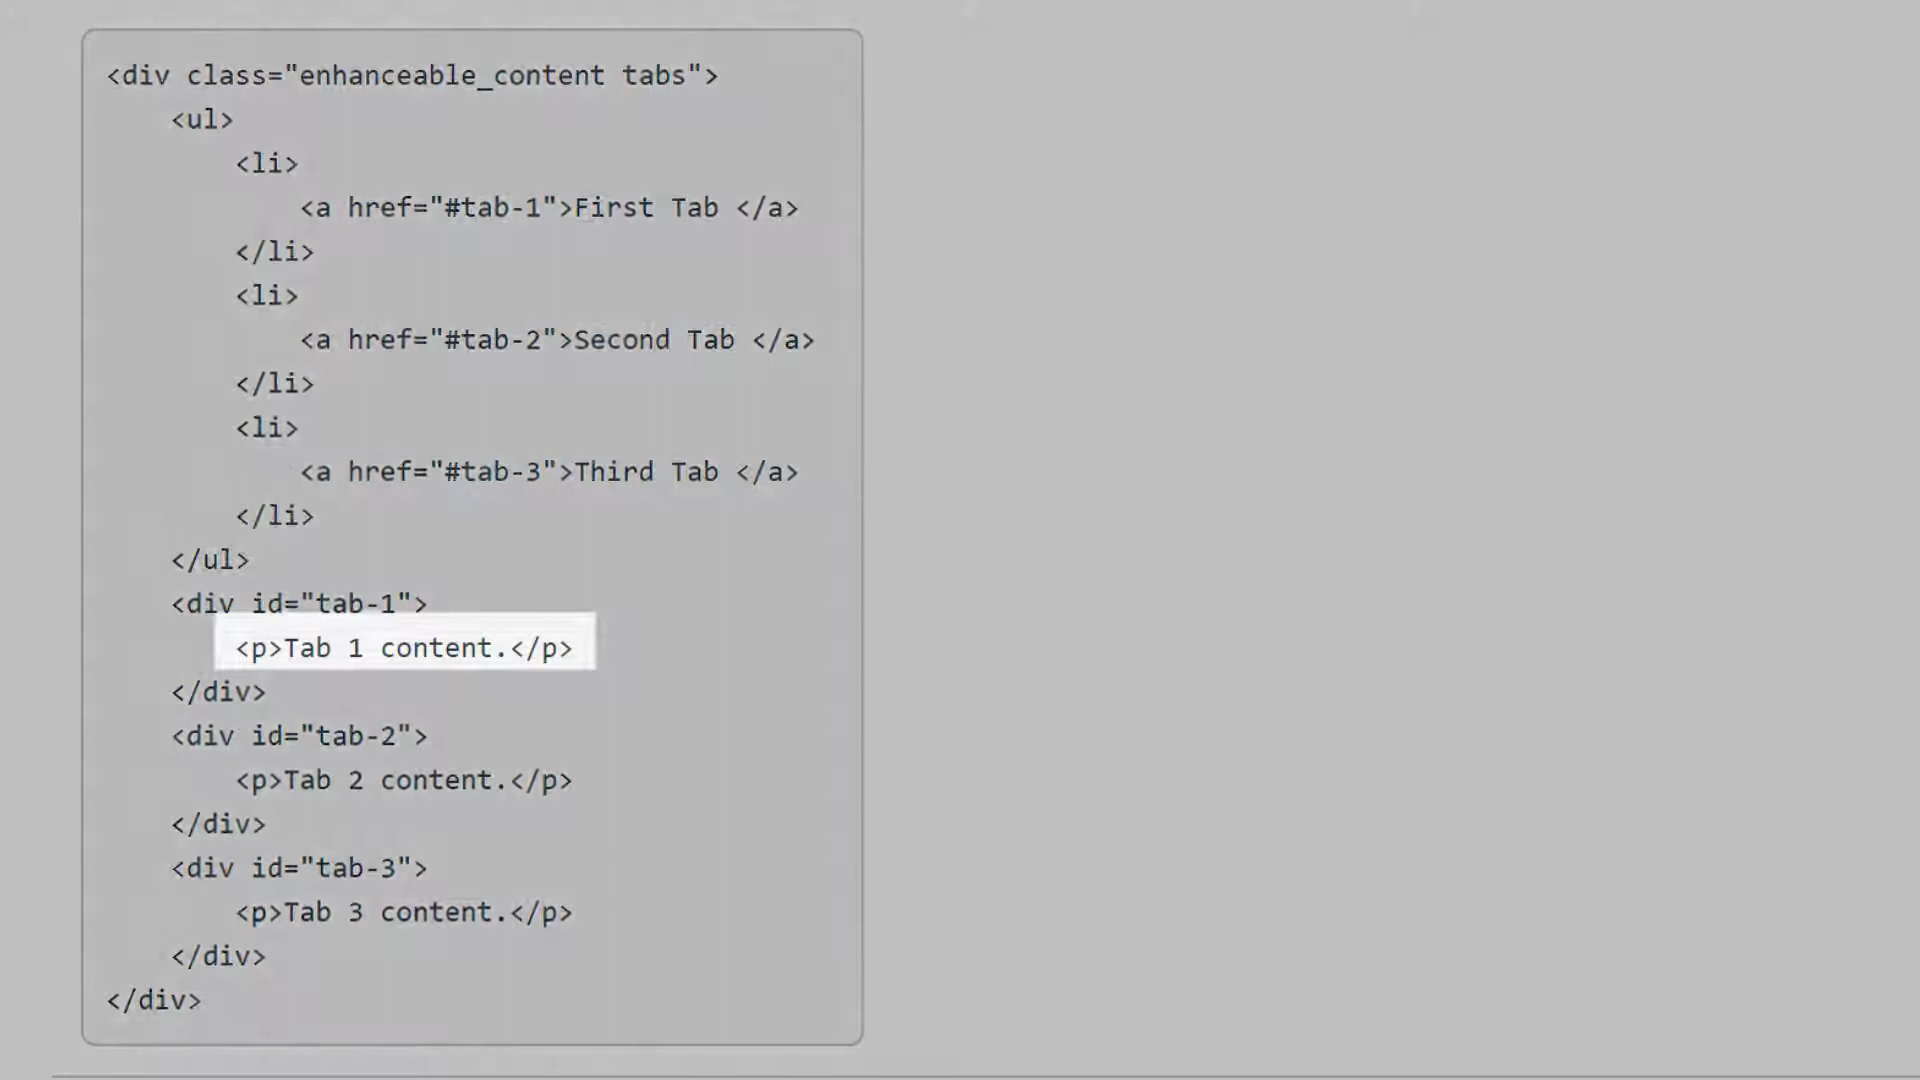 <div class="enhanceable_content tabs">
<ul>
<li>
<a href="#tab-1">First Tab </a>
</li>
<li>
<a href="#tab-2">Second Tab </a>
</li>
<li>
<a href="#tab-3">Third Tab </a>
</li>
</ul>
<div id="tab-1">
<p>Tab 1 content.</p>
</div>
<div id="tab-2">
<p>Tab 2 content.</p>
</div>
<div id="tab-3">
<p>Tab 3 content.</p>
</div>
</div>